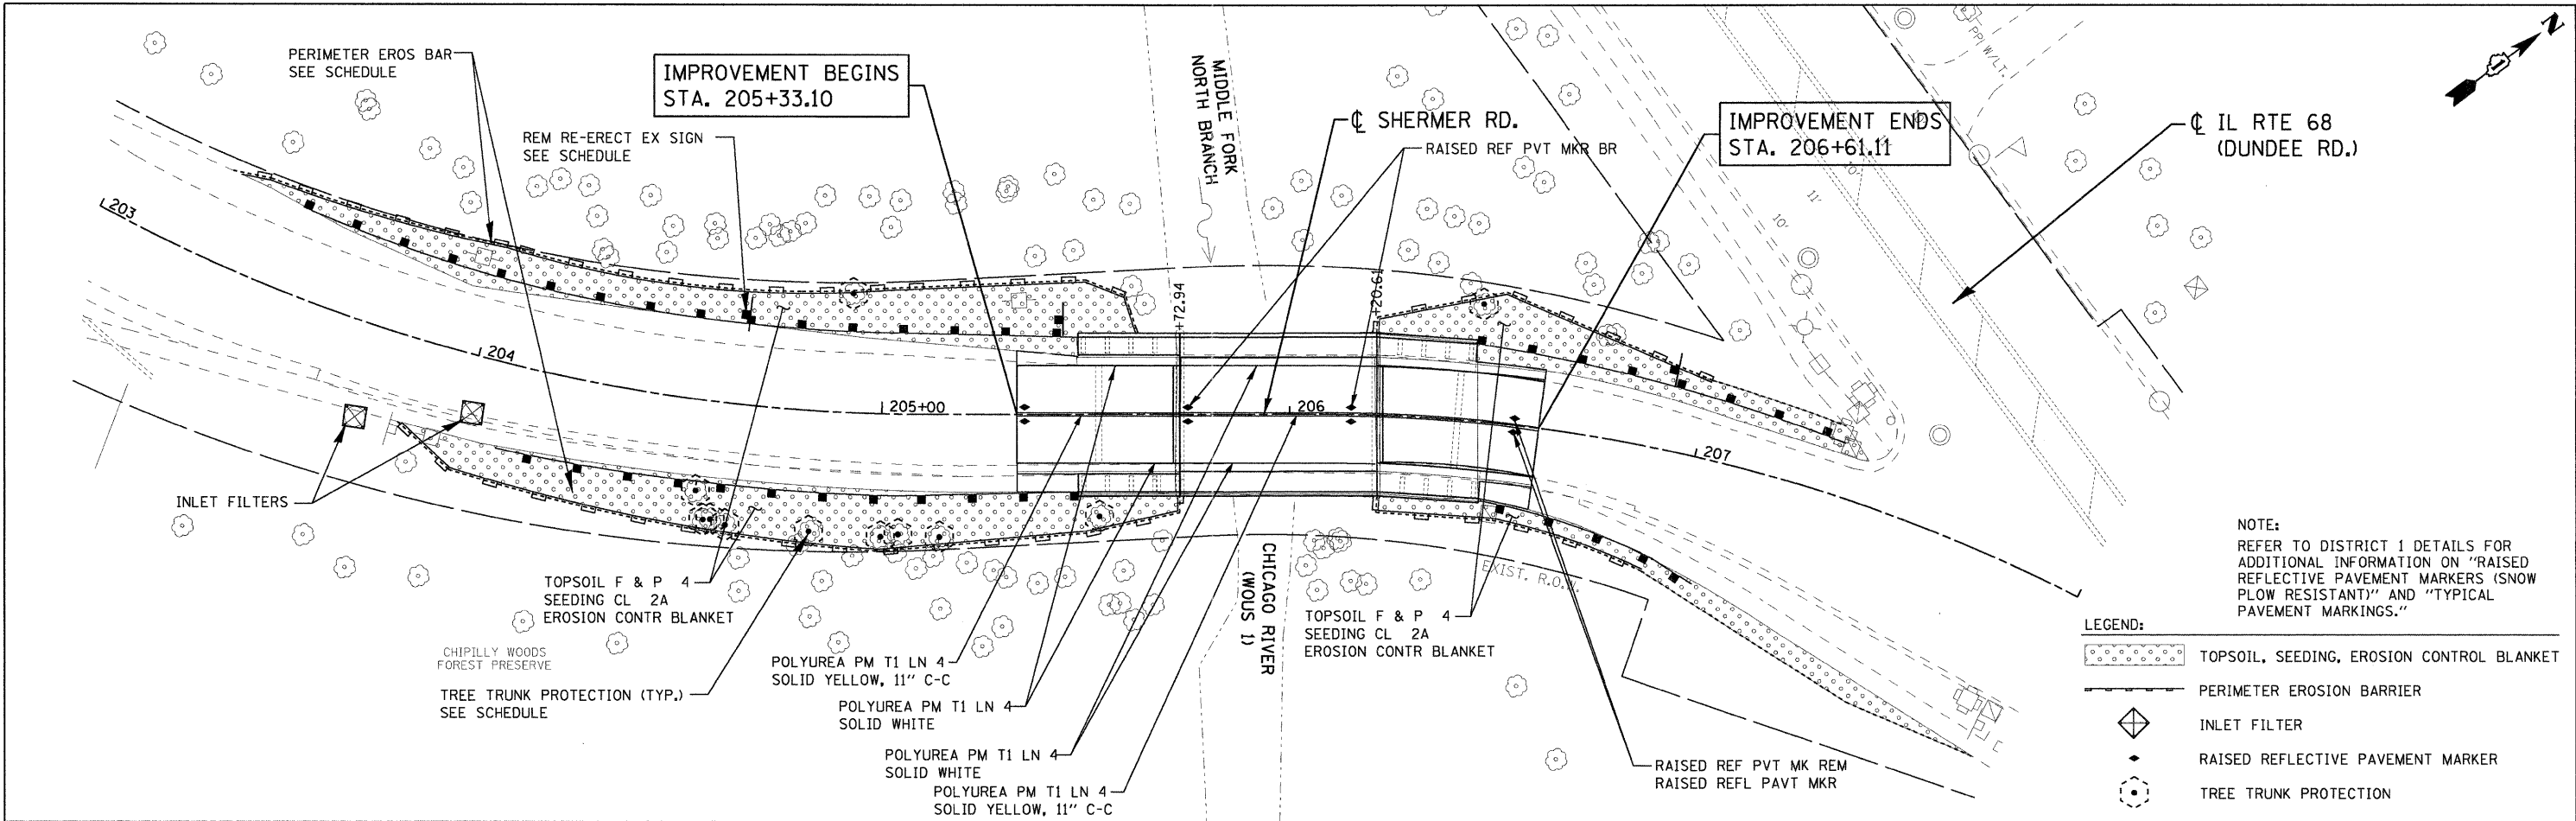 PERIMETER EROS BAR
SEE SCHEDULE
IMPROVEMENT BEGINS
STA. 205+33.10
REM RE-ERECT EX SIGN
SEE SCHEDULE
MIDDLE FORK
NORTH BRANCH
℄ SHERMER RD.
RAISED REF PVT MKR BR
IMPROVEMENT ENDS
STA. 206+61.11
PPI W/LT.
10'
11'
10'
℄ IL RTE 68
(DUNDEE RD.)
N
203
204
205+00
206
207
+72.94
+20.61
INLET FILTERS
TOPSOIL F & P 4
SEEDING CL 2A
EROSION CONTR BLANKET
CHIPILLY WOODS
FOREST PRESERVE
TREE TRUNK PROTECTION (TYP.)
SEE SCHEDULE
POLYUREA PM T1 LN 4
SOLID YELLOW, 11" C-C
POLYUREA PM T1 LN 4
SOLID WHITE
POLYUREA PM T1 LN 4
SOLID WHITE
POLYUREA PM T1 LN 4
SOLID YELLOW, 11" C-C
CHICAGO RIVER
(WOUS 1)
EXIST. R.O.W.
TOPSOIL F & P 4
SEEDING CL 2A
EROSION CONTR BLANKET
RAISED REF PVT MK REM
RAISED REFL PAVT MKR
NOTE:
REFER TO DISTRICT 1 DETAILS FOR
ADDITIONAL INFORMATION ON "RAISED
REFLECTIVE PAVEMENT MARKERS (SNOW
PLOW RESISTANT)" AND "TYPICAL
PAVEMENT MARKINGS."
LEGEND:
TOPSOIL, SEEDING, EROSION CONTROL BLANKET
PERIMETER EROSION BARRIER
INLET FILTER
RAISED REFLECTIVE PAVEMENT MARKER
TREE TRUNK PROTECTION